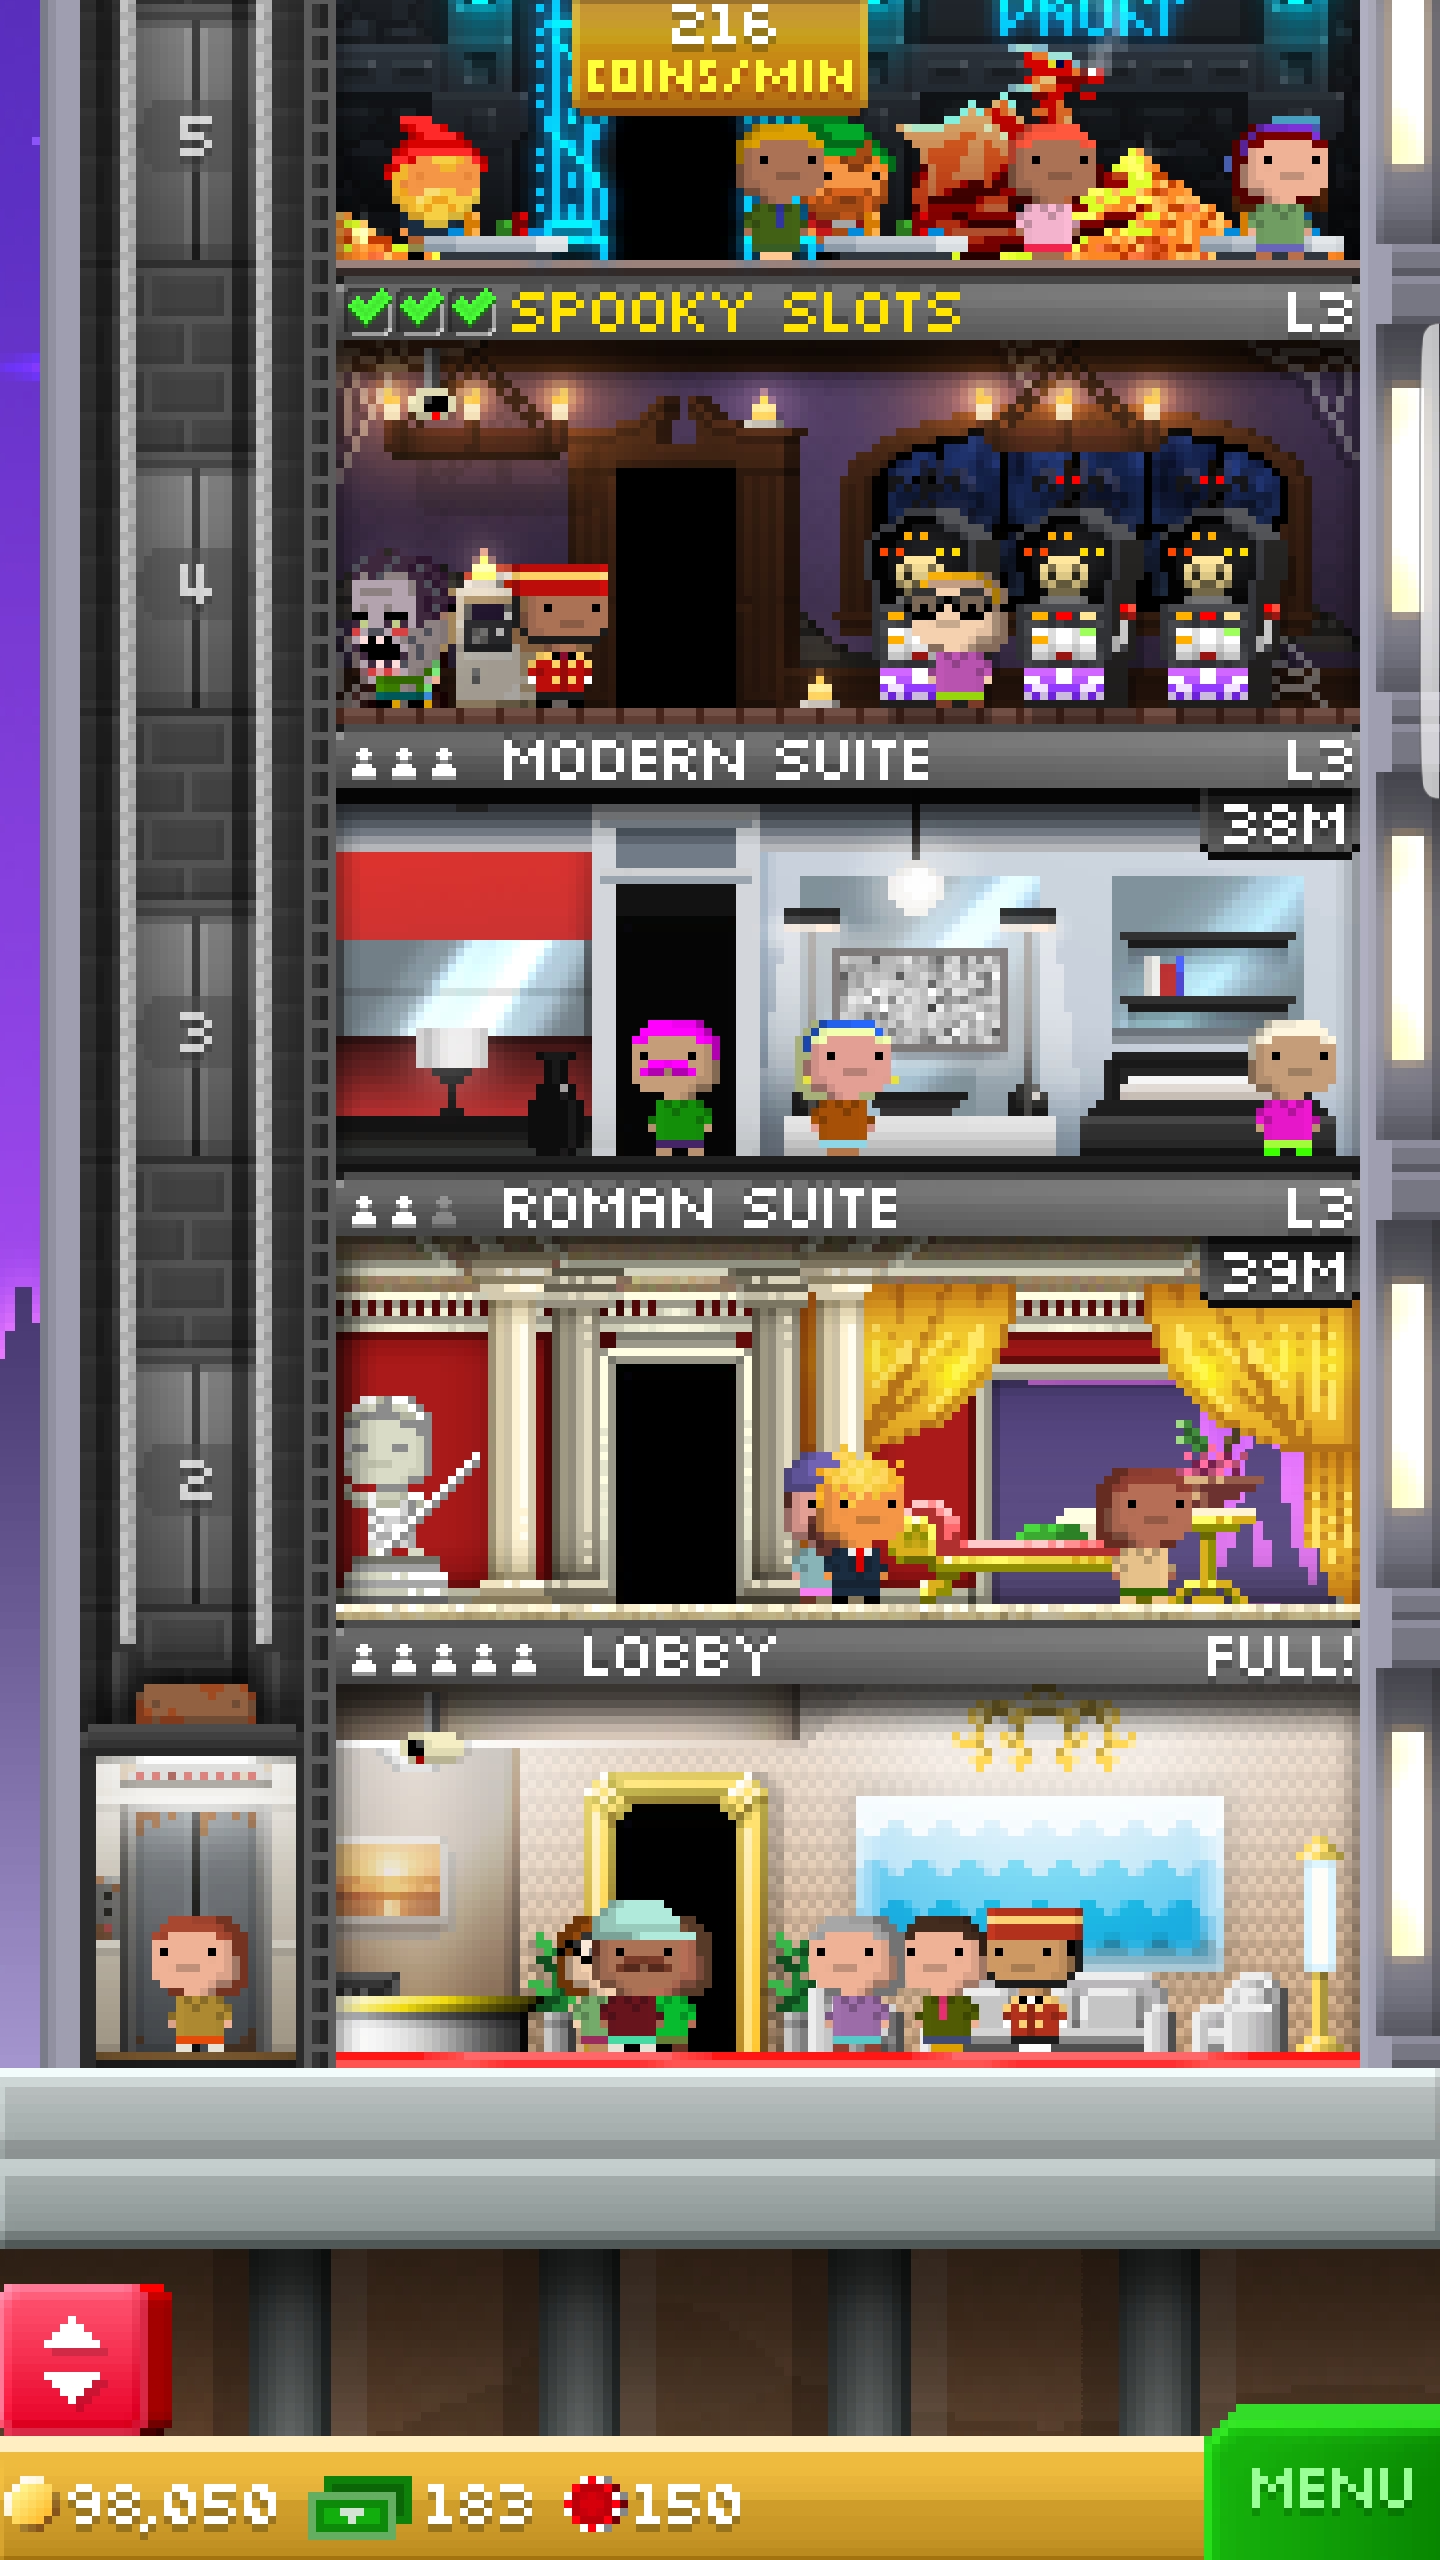 216
COINS/MIN
5
SPOOKY SLOTS L3
4
MODERN SUITE L3
38M
3
ROMAN SUITE L3
39M
2
LOBBY FULL!
98,050 183 150
MENU